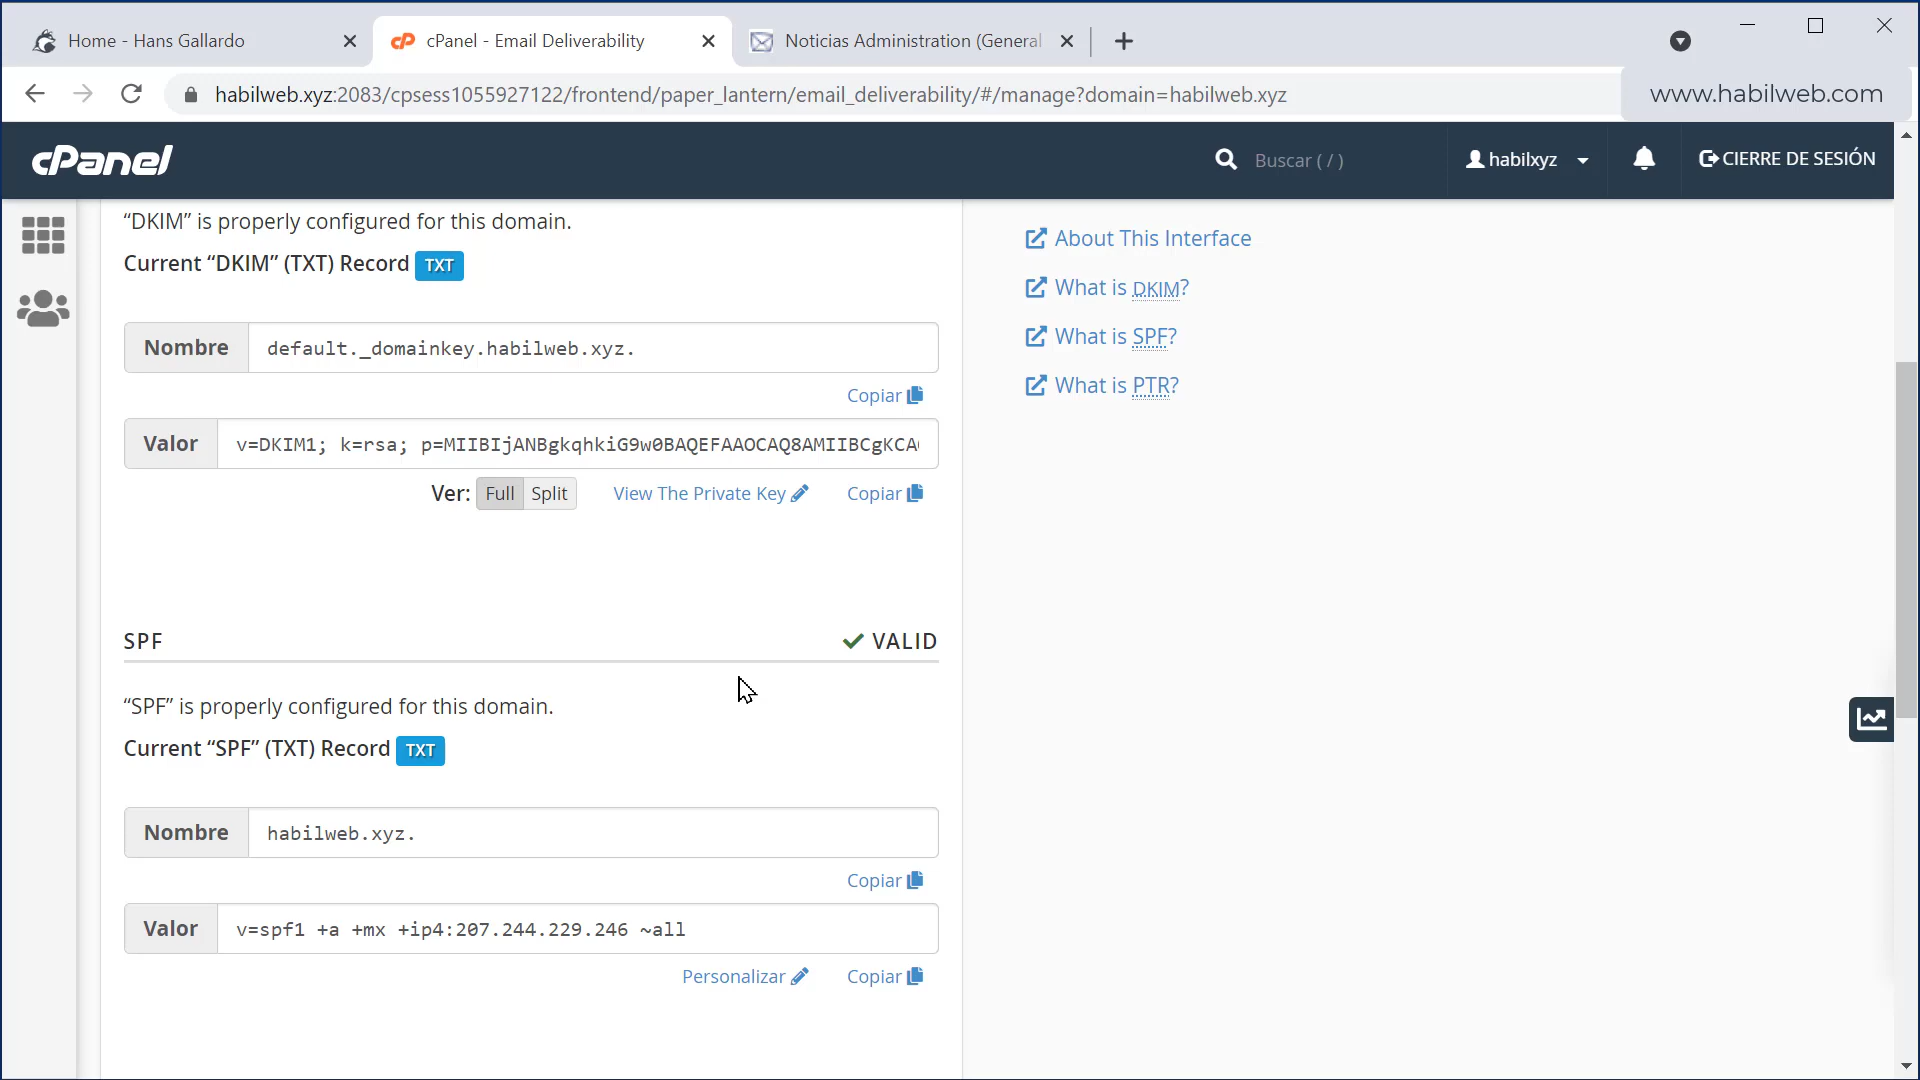 Home - Hans Gallardo
cPanel - Email Deliverability
Noticias Administration (General
habilweb.xyz:2083/cpsess1055927122/frontend/paper_lantern/email_deliverability/#/manage?domain=habilweb.xyz
www.habilweb.com
cPanel
Buscar ( / )
habilxyz
CIERRE DE SESIÓN
“DKIM” is properly configured for this domain.
Current “DKIM” (TXT) Record TXT
Nombre default._domainkey.habilweb.xyz.
Copiar
Valor v=DKIM1; k=rsa; p=MIIBIjANBgkqhkiG9w0BAQEFAAOCAQ8AMIIBCgKCA
Ver: Full Split View The Private Key Copiar
SPF VALID
“SPF” is properly configured for this domain.
Current “SPF” (TXT) Record TXT
Nombre habilweb.xyz.
Copiar
Valor v=spf1 +a +mx +ip4:207.244.229.246 ~all
Personalizar Copiar
About This Interface
What is DKIM?
What is SPF?
What is PTR?